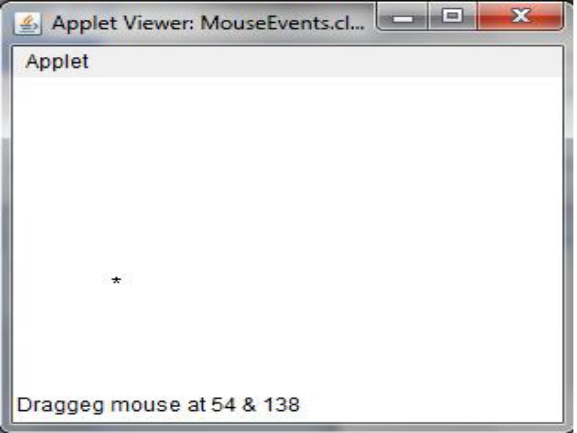 Applet Viewer: MouseEvents.cl...
Applet
*
Draggeg mouse at 54 & 138